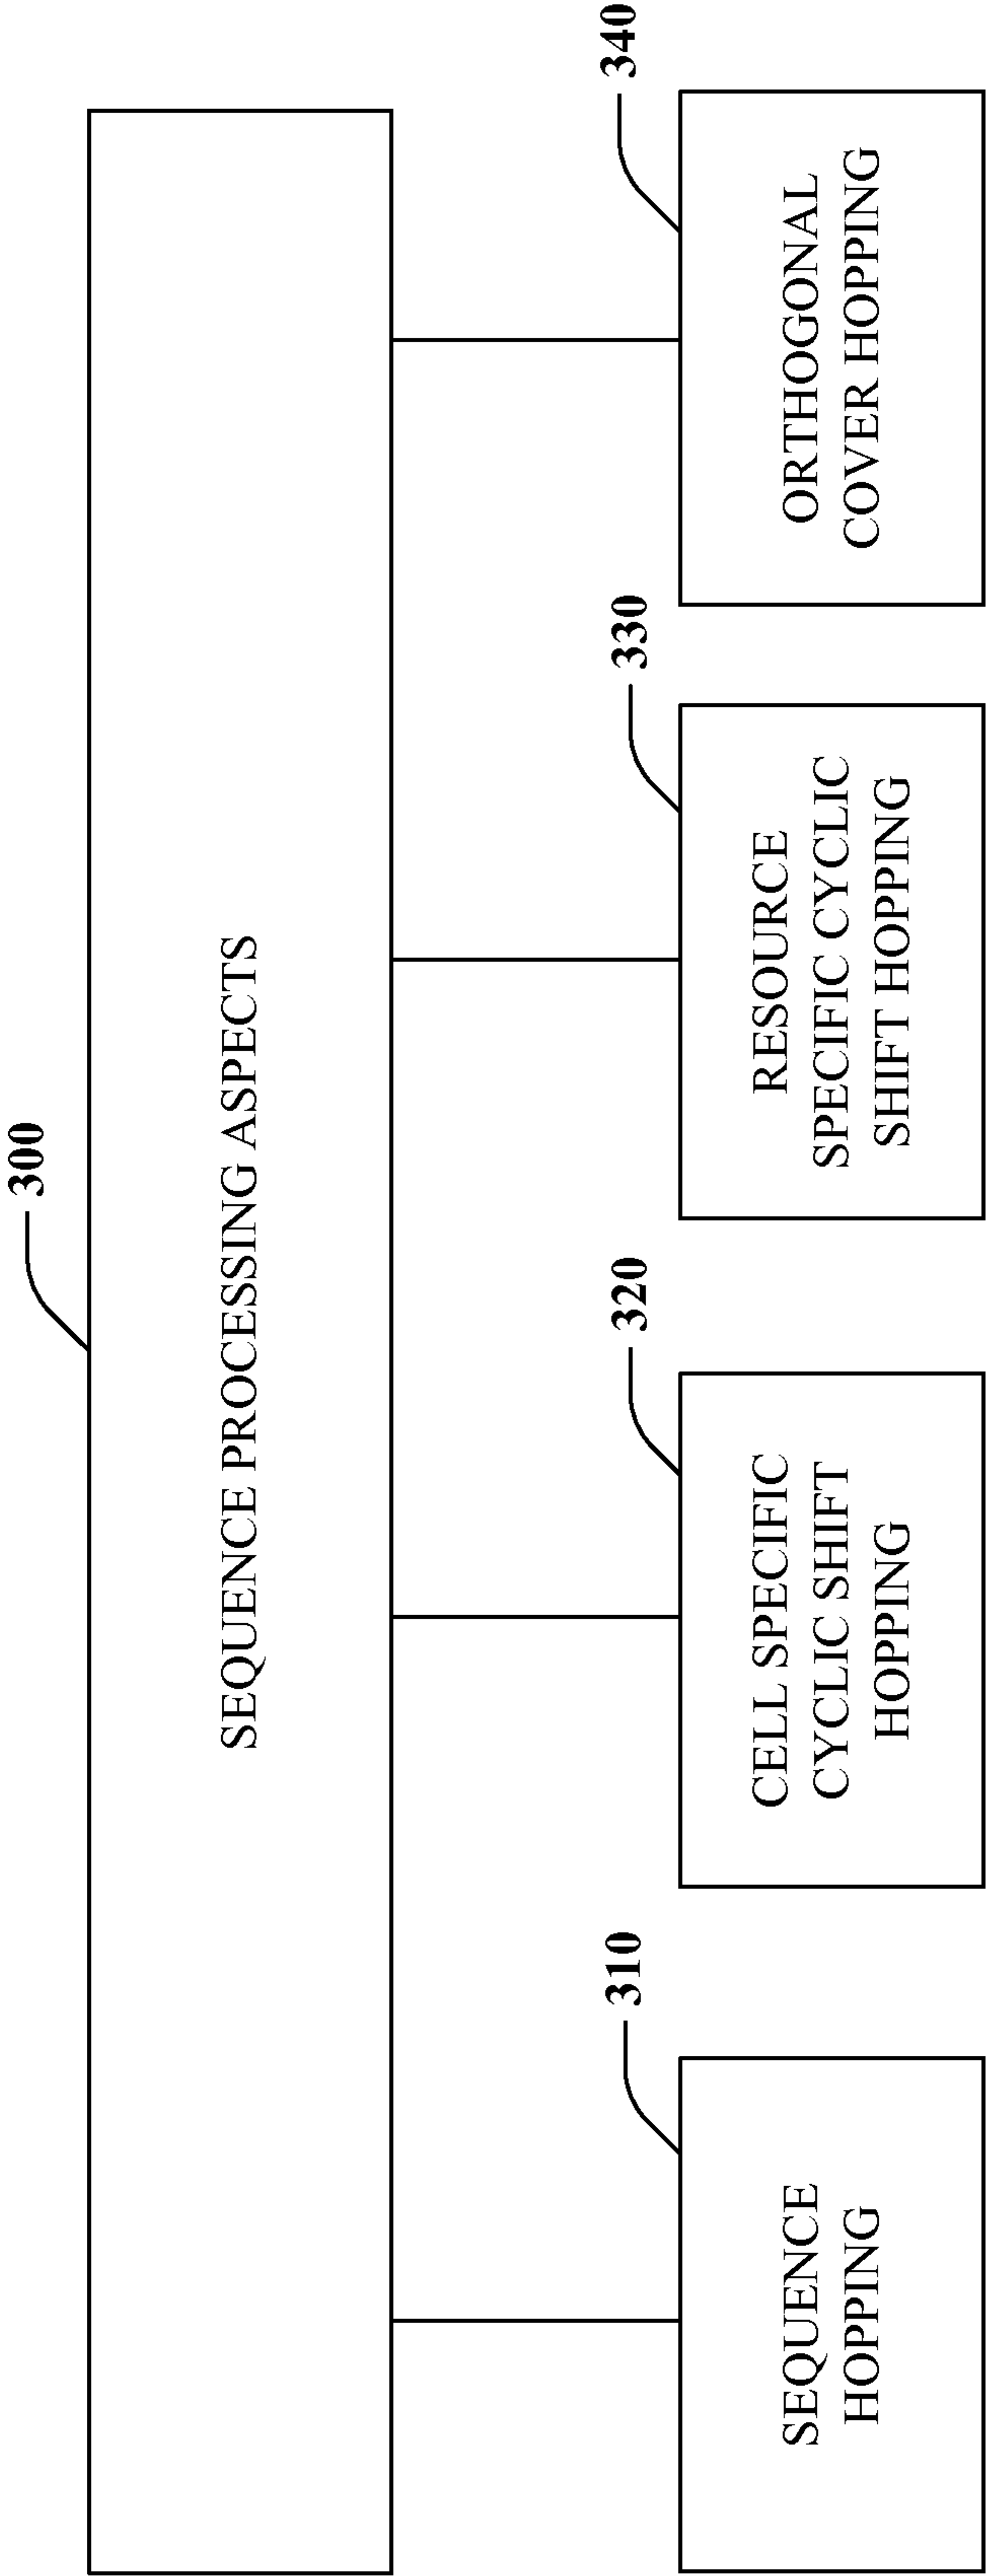 300
SEQUENCE PROCESSING ASPECTS
310
SEQUENCE
HOPPING
320
CELL SPECIFIC
CYCLIC SHIFT
HOPPING
330
RESOURCE
SPECIFIC CYCLIC
SHIFT HOPPING
340
ORTHOGONAL
COVER HOPPING